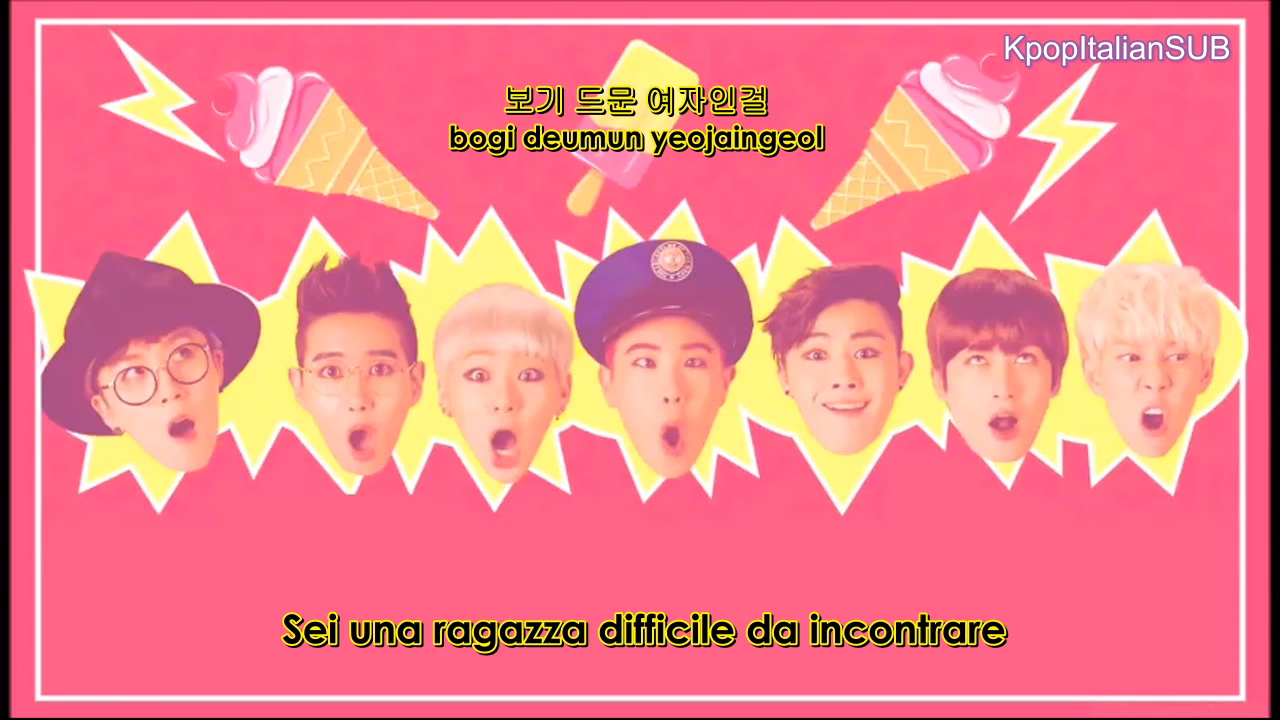 KpopItalianSUB
보기 드문 여자인걸
bogi deumun yeojaingeol
Sei una ragazza difficile da incontrare